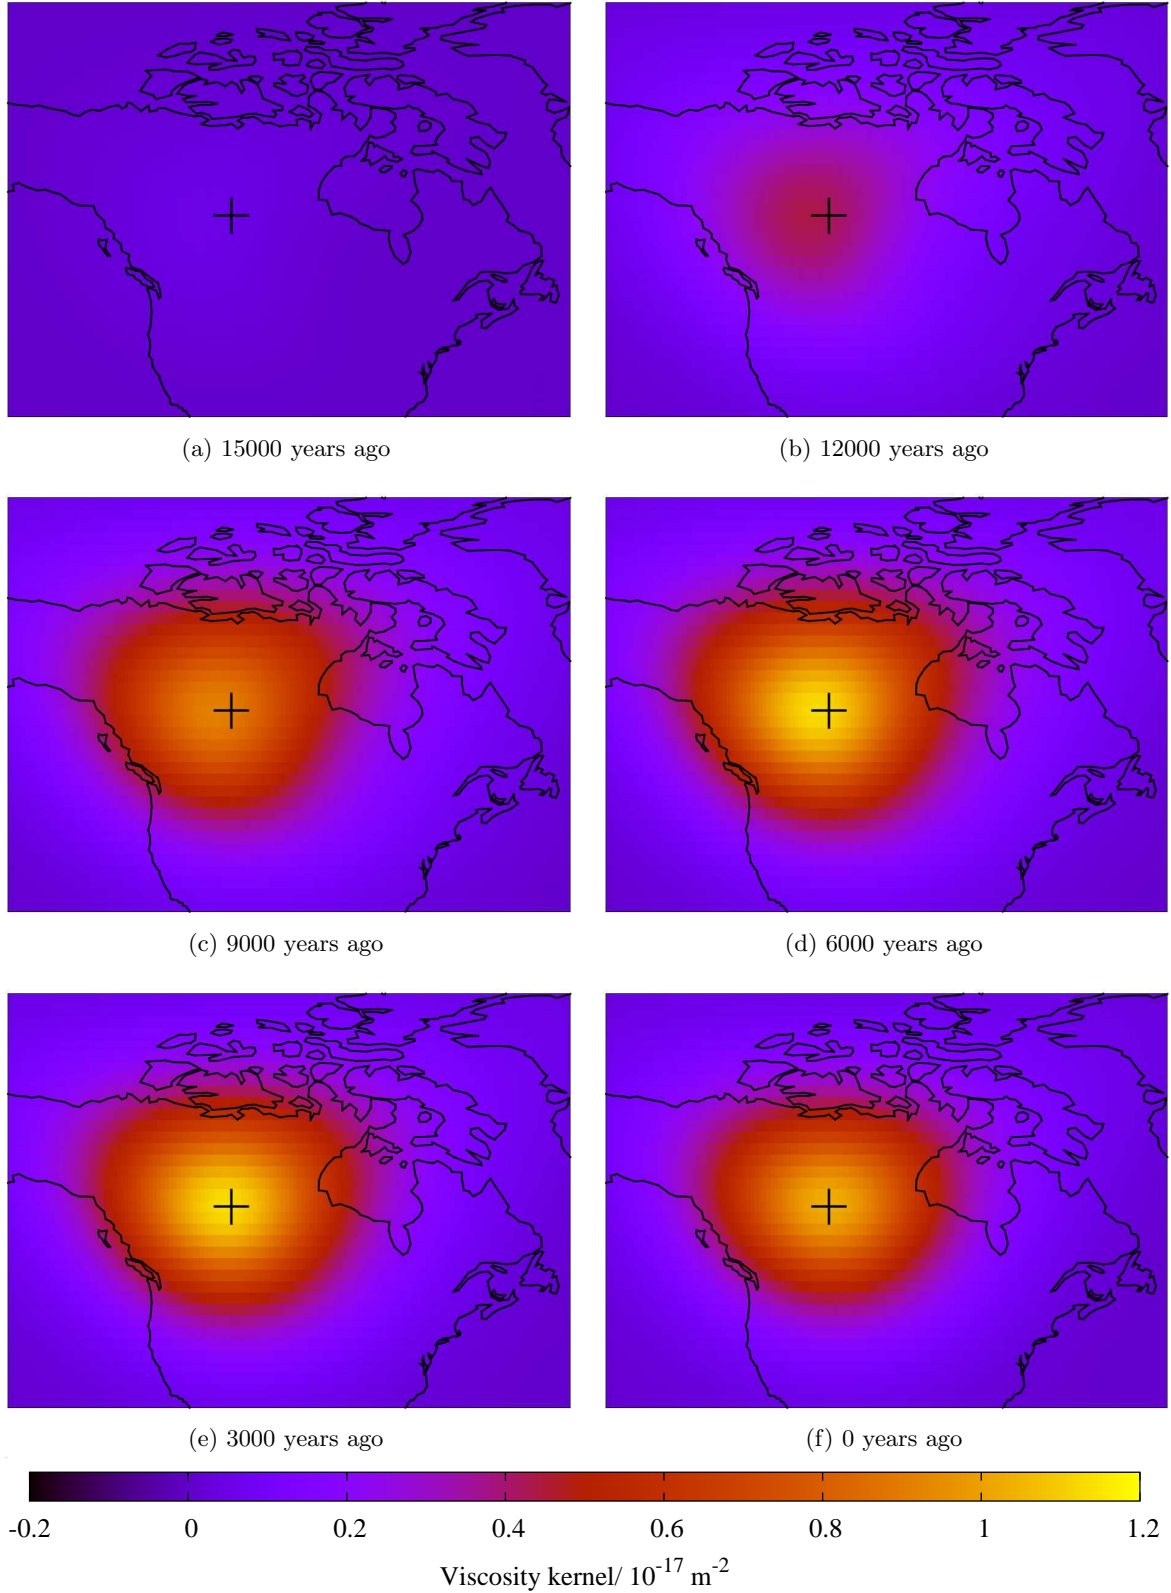 (a) 15000 years ago
(b) 12000 years ago
(c) 9000 years ago
(d) 6000 years ago
(e) 3000 years ago
(f) 0 years ago
-0.2 0 0.2 0.4 0.6 0.8 1 1.2
Viscosity kernel/ 10^-17 m^-2